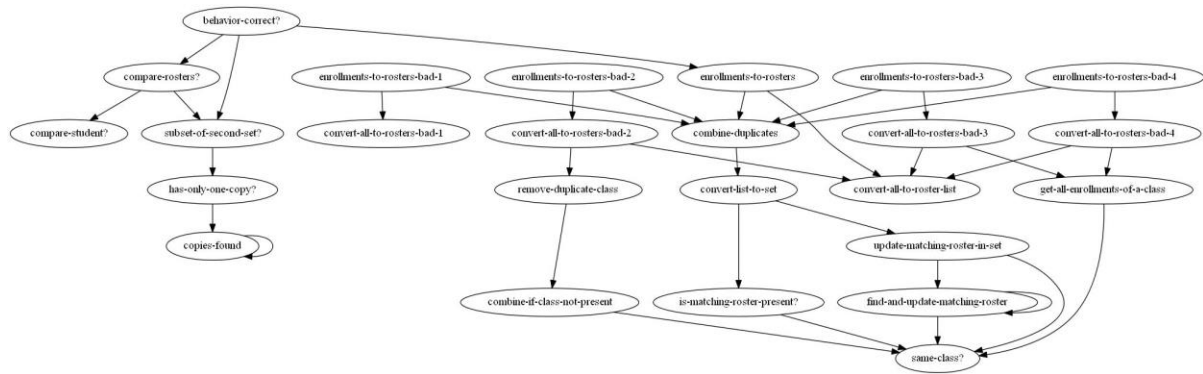 behavior-correct?
compare-rosters?
enrollments-to-rosters-bad-1
enrollments-to-rosters-bad-2
enrollments-to-rosters
enrollments-to-rosters-bad-3
enrollments-to-rosters-bad-4
compare-student?
subset-of-second-set?
convert-all-to-rosters-bad-1
convert-all-to-rosters-bad-2
combine-duplicates
convert-all-to-rosters-bad-3
convert-all-to-rosters-bad-4
has-only-one-copy?
remove-duplicate-class
convert-list-to-set
convert-all-to-roster-list
get-all-enrollments-of-a-class
copies-found
update-matching-roster-in-set
combine-if-class-not-present
is-matching-roster-present?
find-and-update-matching-roster
same-class?